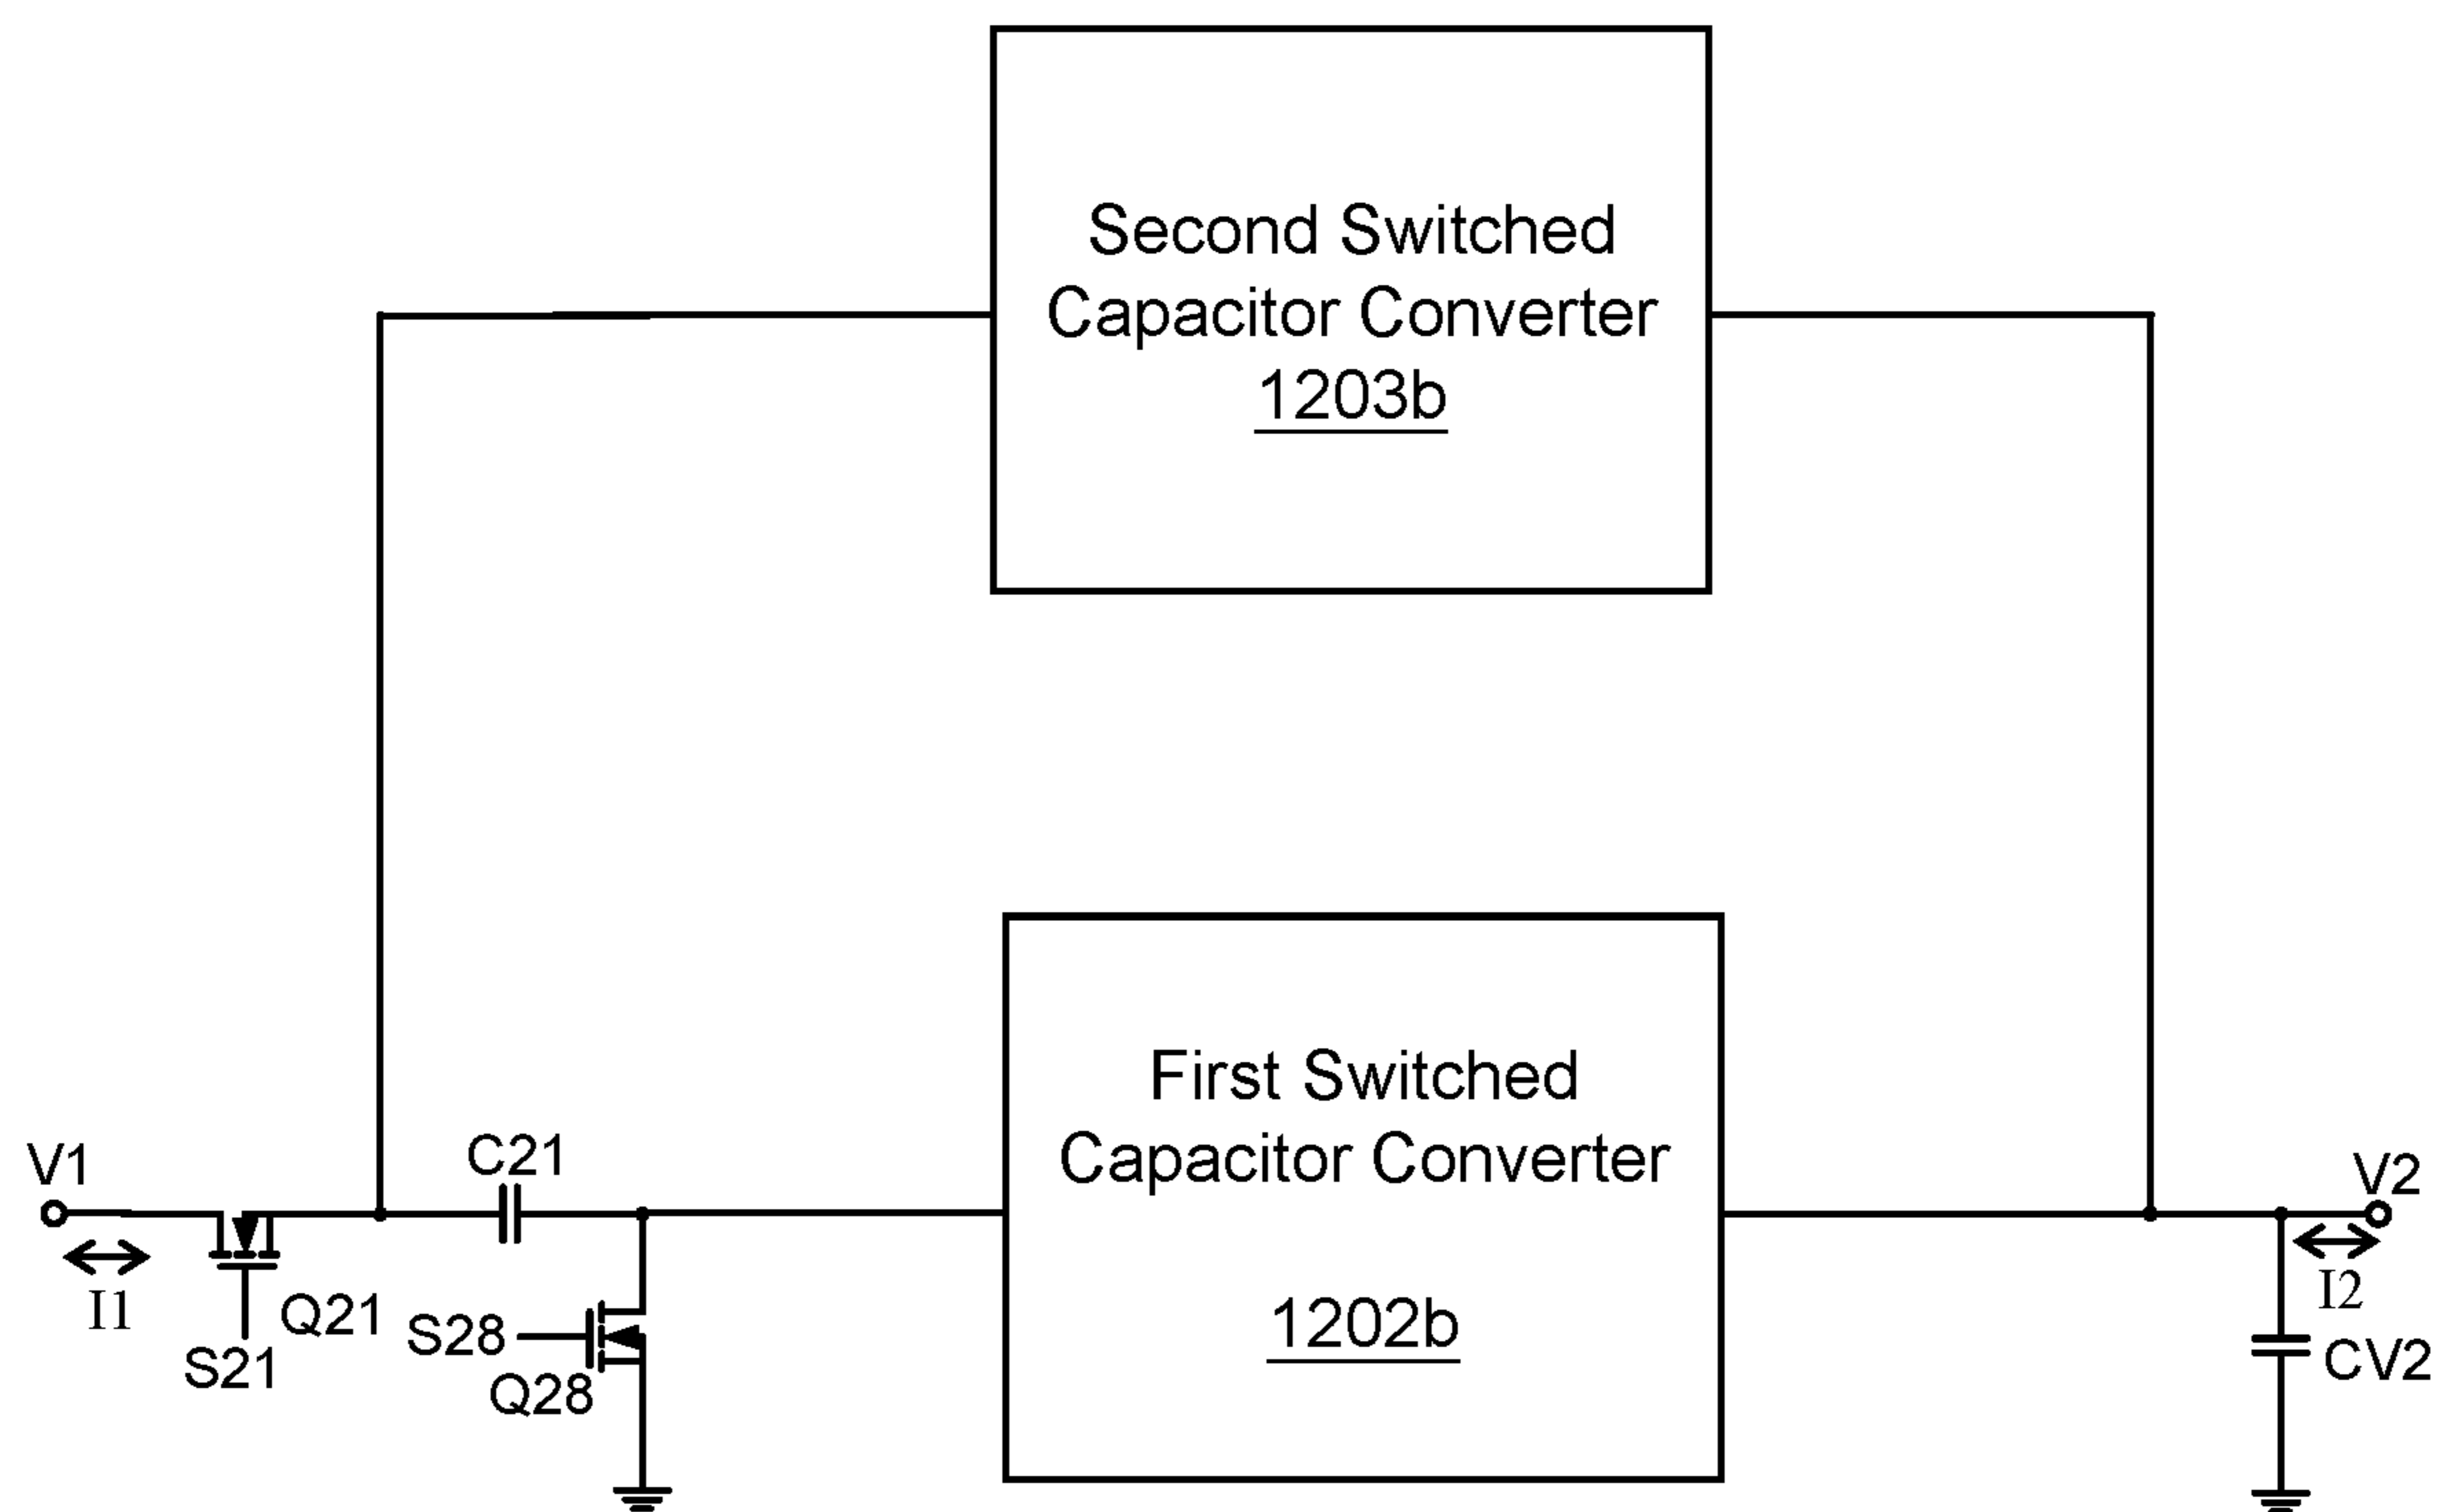 Second Switched
Capacitor Converter
1203b
First Switched
Capacitor Converter
1202b
V1
I1
S21
Q21
C21
S28
Q28
V2
I2
CV2